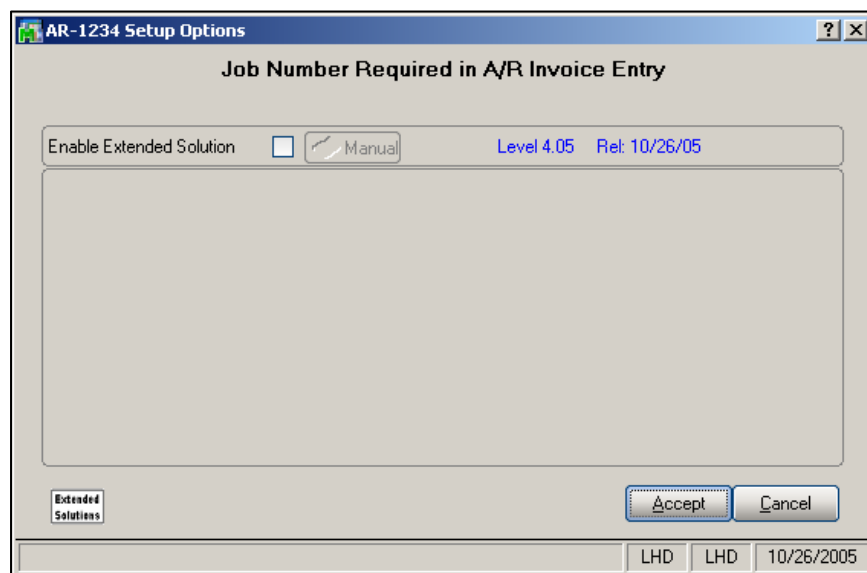 AR-1234 Setup Options
Job Number Required in A/R Invoice Entry
Enable Extended Solution Manual Level 4.05 Rel: 10/26/05
Extended
Solutions
Accept Cancel
LHD LHD 10/26/2005